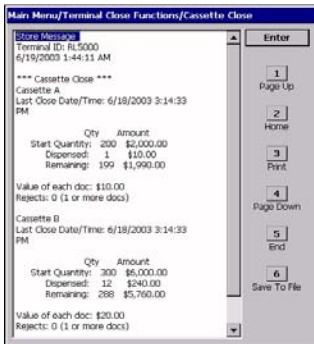 Main Menu/Terminal Close Functions/Cassette Close
Store Message
Terminal ID: RL5000
6/19/2003 1:44:11 AM
*** Cassette Close ***
Cassette A
Last Close Date/Time: 6/18/2003 3:14:33
PM
Qty Amount
Start Quantity: 200 $2,000.00
Dispensed: 1 $10.00
Remaining: 199 $1,990.00
Value of each doc: $10.00
Rejects: 0 (1 or more docs)
Cassette B
Last Close Date/Time: 6/18/2003 3:14:33
PM
Qty Amount
Start Quantity: 300 $6,000.00
Dispensed: 12 $240.00
Remaining: 288 $5,760.00
Value of each doc: $20.00
Rejects: 0 (1 or more docs)
Enter
1
Page Up
2
Home
3
Print
4
Page Down
5
End
6
Save To File